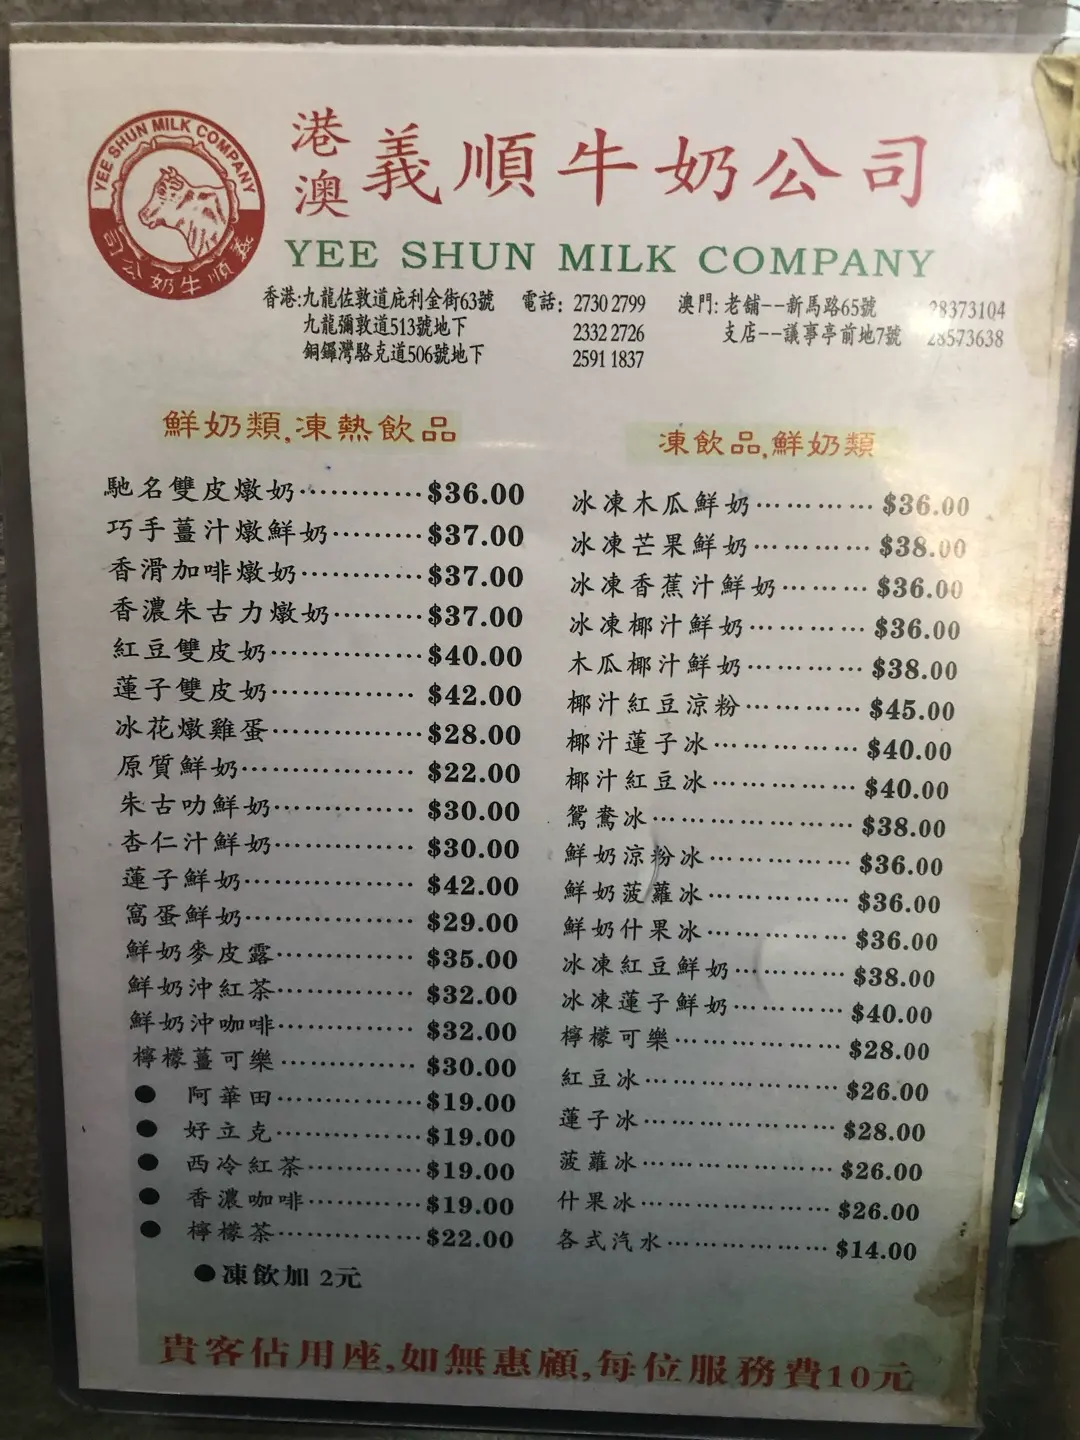 YEE SHUN MILK COMPANY
義順牛奶公司
港澳 義順牛奶公司
YEE SHUN MILK COMPANY
香港:九龍佐敦道庇利金街63號 電話: 2730 2799 澳門: 老舖--新馬路65號 28373104
九龍彌敦道513號地下 2332 2726 支店--議事亭前地7號 28573638
銅鑼灣駱克道506號地下 2591 1837
鮮奶類,凍熱飲品
馳名雙皮燉奶············$36.00
巧手薑汁燉鮮奶·········$37.00
香滑加啡燉奶············$37.00
香濃朱古力燉奶·········$37.00
紅豆雙皮奶···············$40.00
蓮子雙皮奶·············· $42.00
冰花燉雞蛋···············$28.00
原質鮮奶················· $22.00
朱古叻鮮奶·············· $30.00
杏仁汁鮮奶·············· $30.00
蓮子鮮奶················· $42.00
窩蛋鮮奶················· $29.00
鮮奶麥皮露·············· $35.00
鮮奶沖紅茶·············· $32.00
鮮奶沖咖啡·············· $32.00
檸檬薑可樂·············· $30.00
● 阿華田···············$19.00
● 好立克···············$19.00
● 西冷紅茶············$19.00
● 香濃咖啡············$19.00
● 檸檬茶···············$22.00
●凍飲加 2元
凍飲品,鮮奶類
冰凍木瓜鮮奶………… $36.00
冰凍芒果鮮奶………… $38.00
冰凍香蕉汁鮮奶……… $36.00
冰凍椰汁鮮奶………… $36.00
木瓜椰汁鮮奶………… $38.00
椰汁紅豆涼粉………… $45.00
椰汁蓮子冰…………… $40.00
椰汁紅豆冰…………… $40.00
鴛鴦冰………………… $38.00
鮮奶涼粉冰…………… $36.00
鮮奶菠蘿冰…………… $36.00
鮮奶什果冰…………… $36.00
冰凍紅豆鮮奶………… $38.00
冰凍蓮子鮮奶………… $40.00
檸檬可樂……………… $28.00
紅豆冰………………… $26.00
蓮子冰………………… $28.00
菠蘿冰………………… $26.00
什果冰………………… $26.00
各式汽水……………… $14.00
貴客佔用座,如無惠顧,每位服務費10元